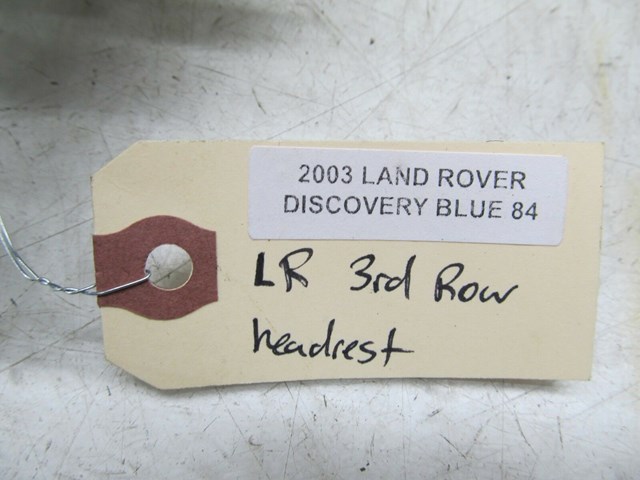 2003 LAND ROVER
DISCOVERY BLUE 84
LR 3rd Row
headrest